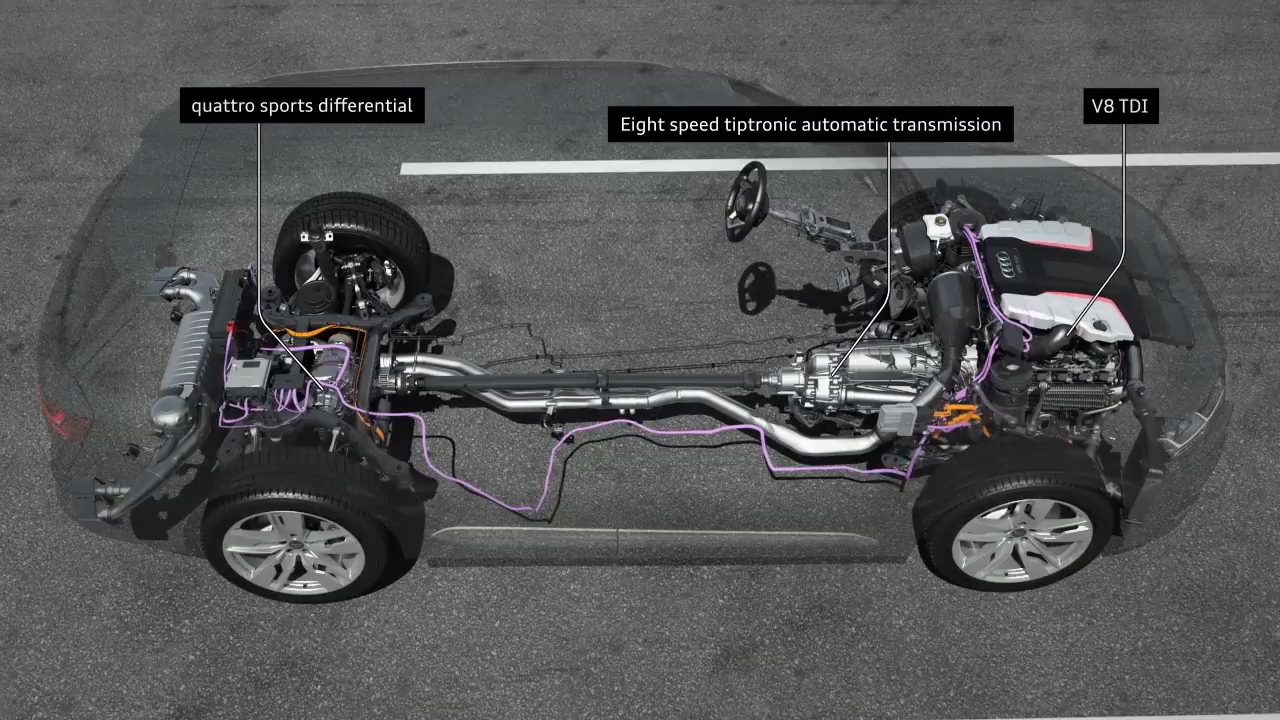 quattro sports differential
Eight speed tiptronic automatic transmission
V8 TDI